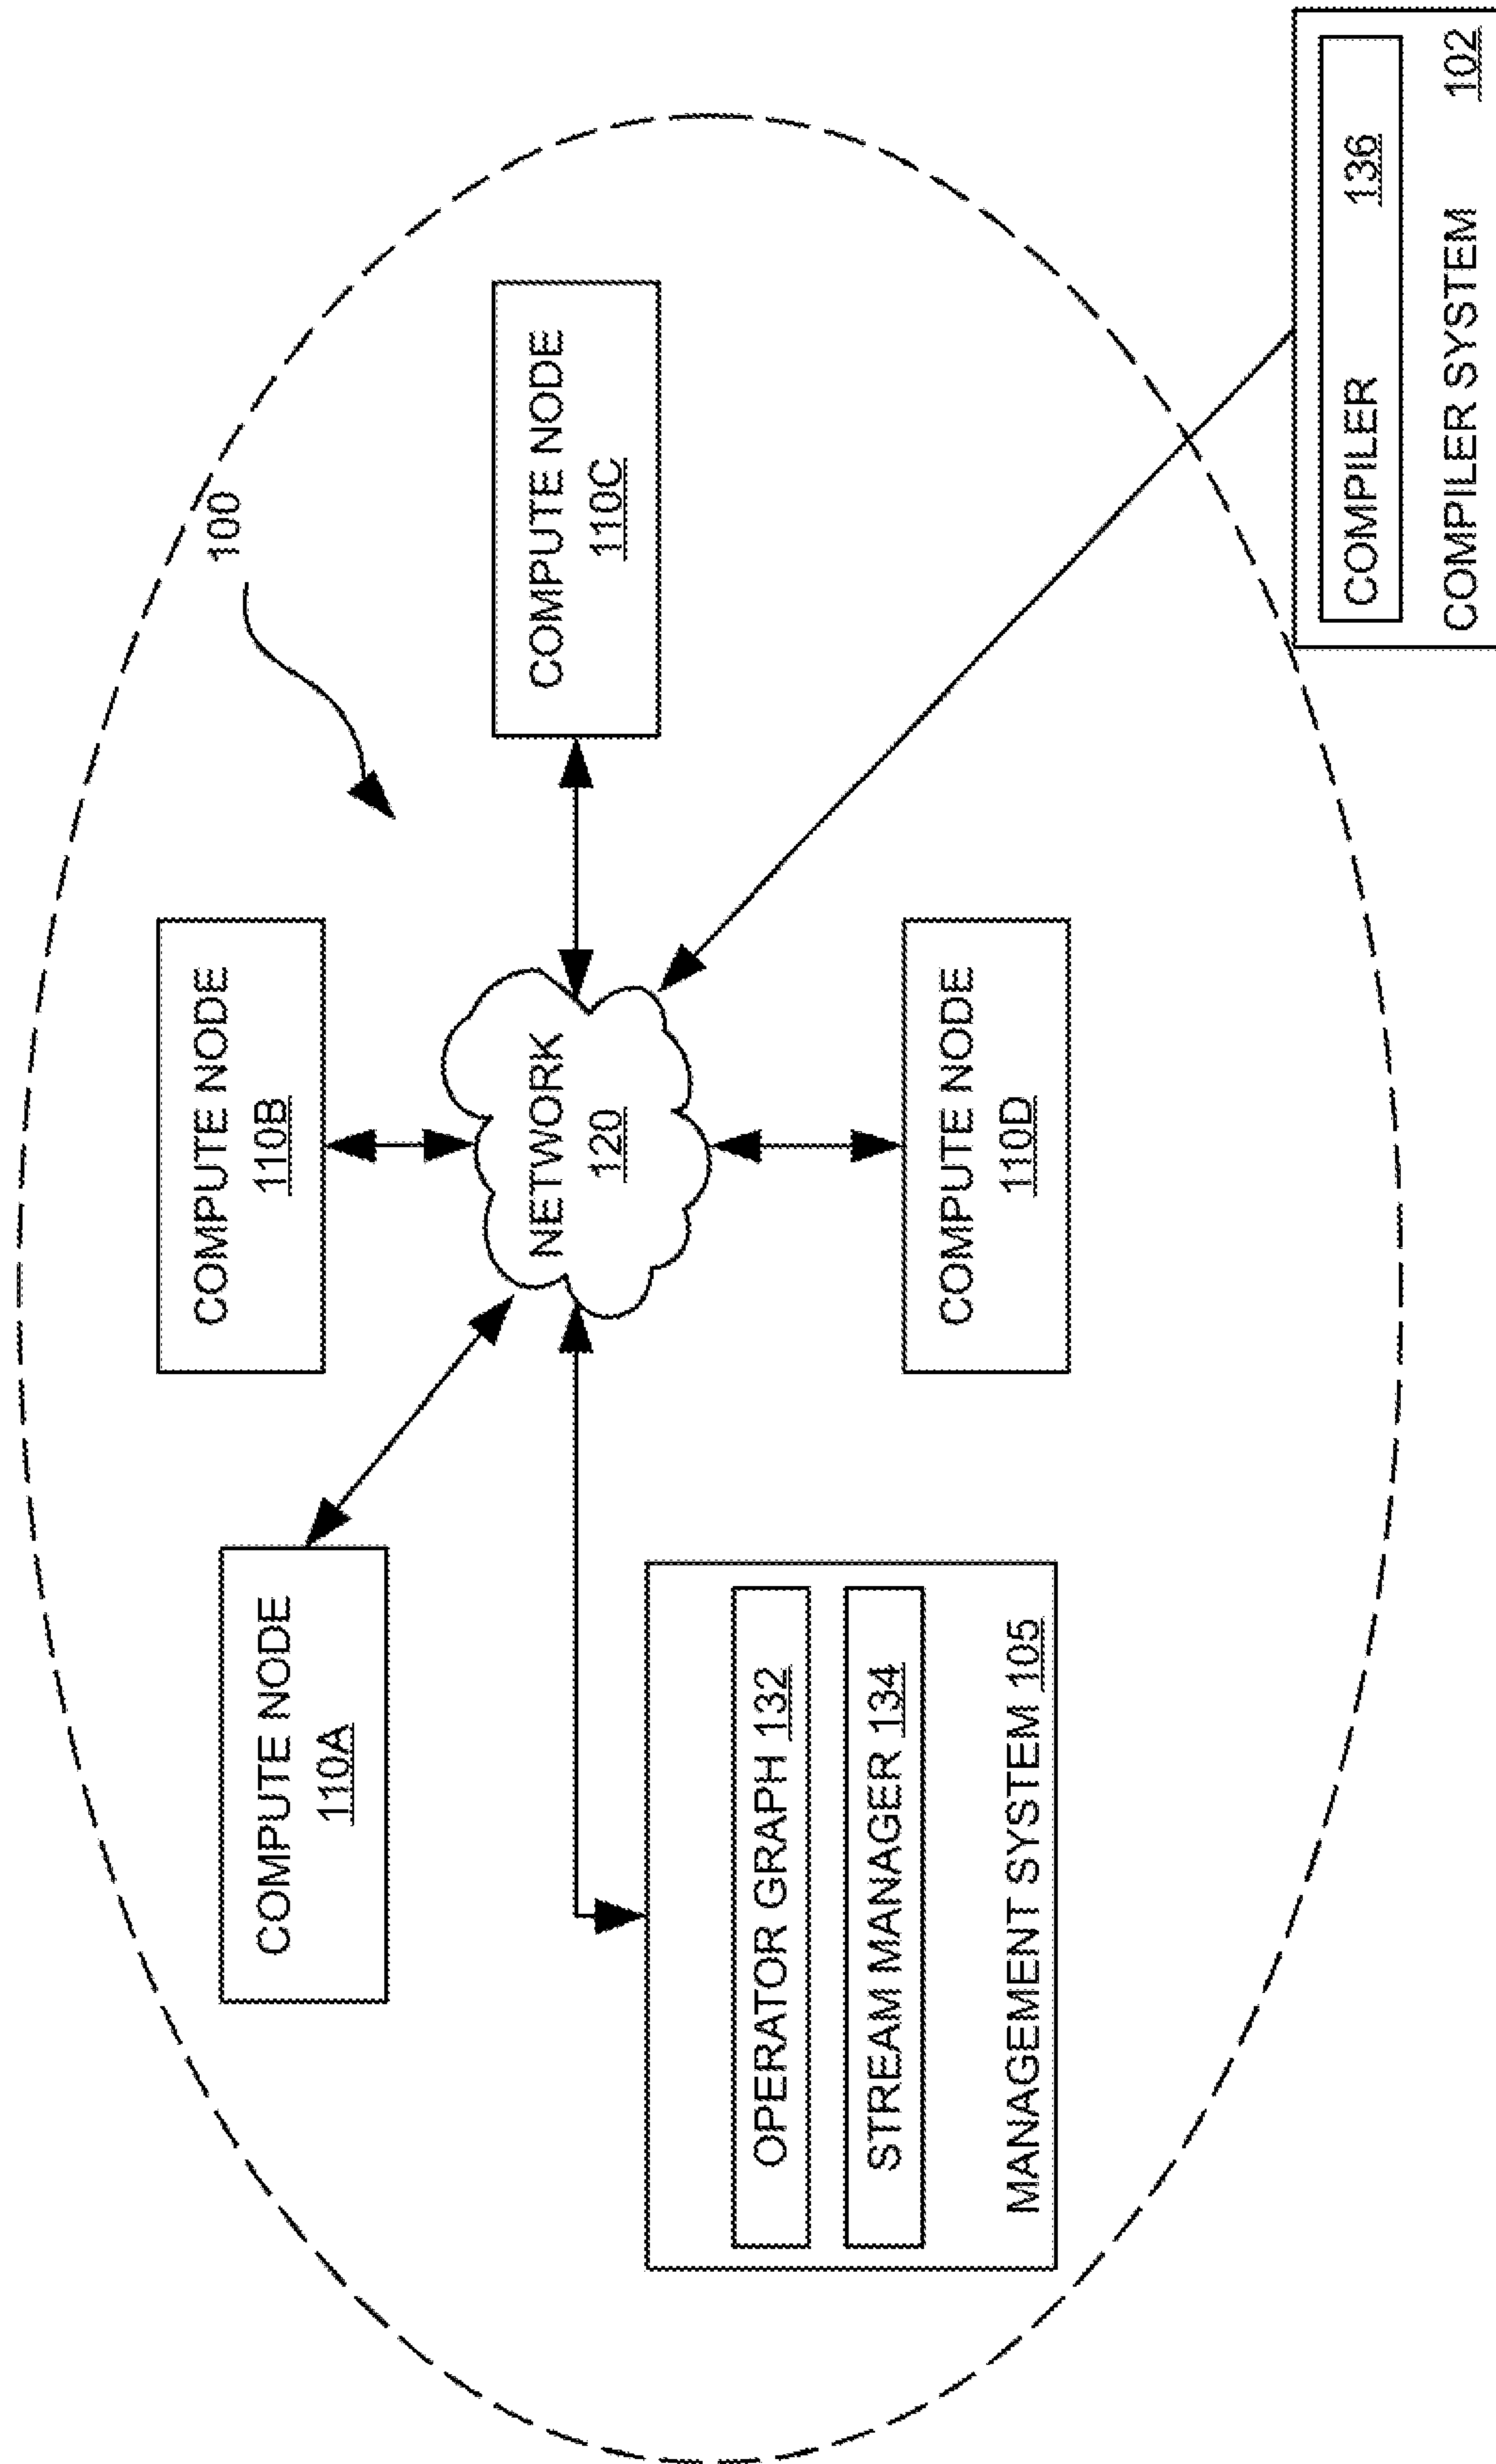 100
COMPUTE NODE
110A
COMPUTE NODE
110B
COMPUTE NODE
110C
NETWORK
120
COMPUTE NODE
110D
OPERATOR GRAPH 132
STREAM MANAGER 134
MANAGEMENT SYSTEM 105
COMPILER 136
COMPILER SYSTEM 102